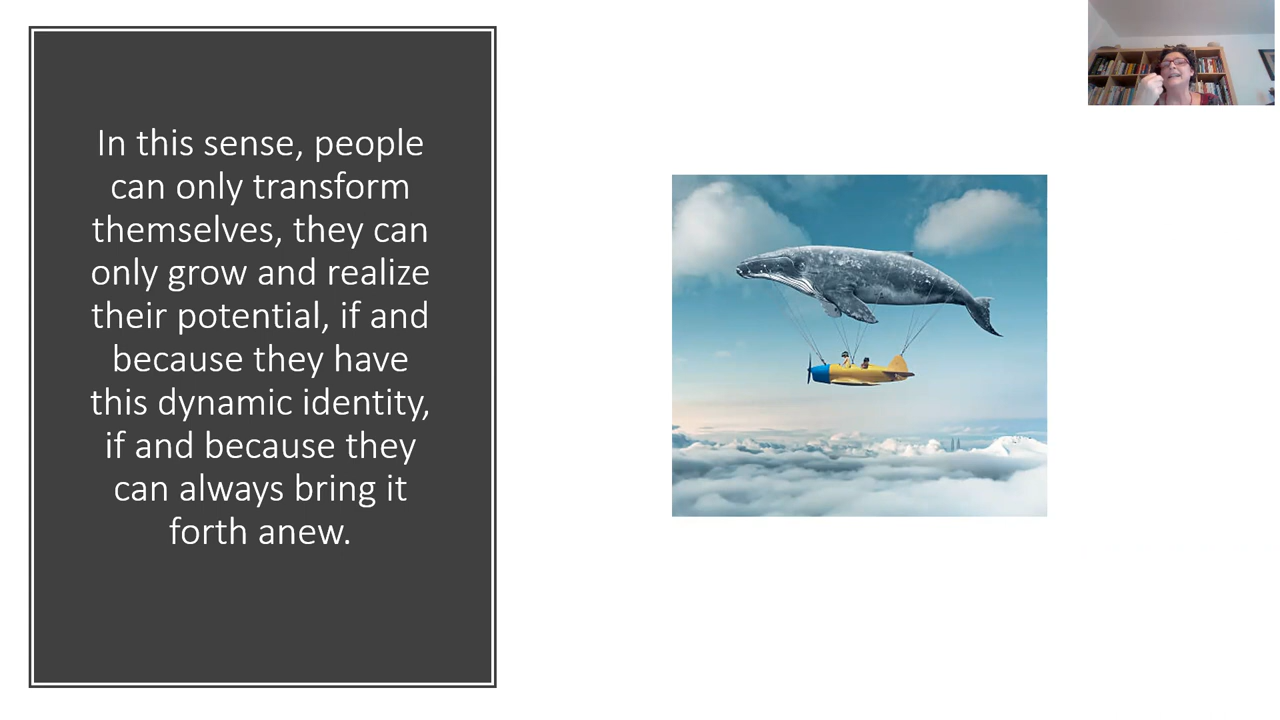 In this sense, people
can only transform
themselves, they can
only grow and realize
their potential, if and
because they have
this dynamic identity,
if and because they
can always bring it
forth anew.